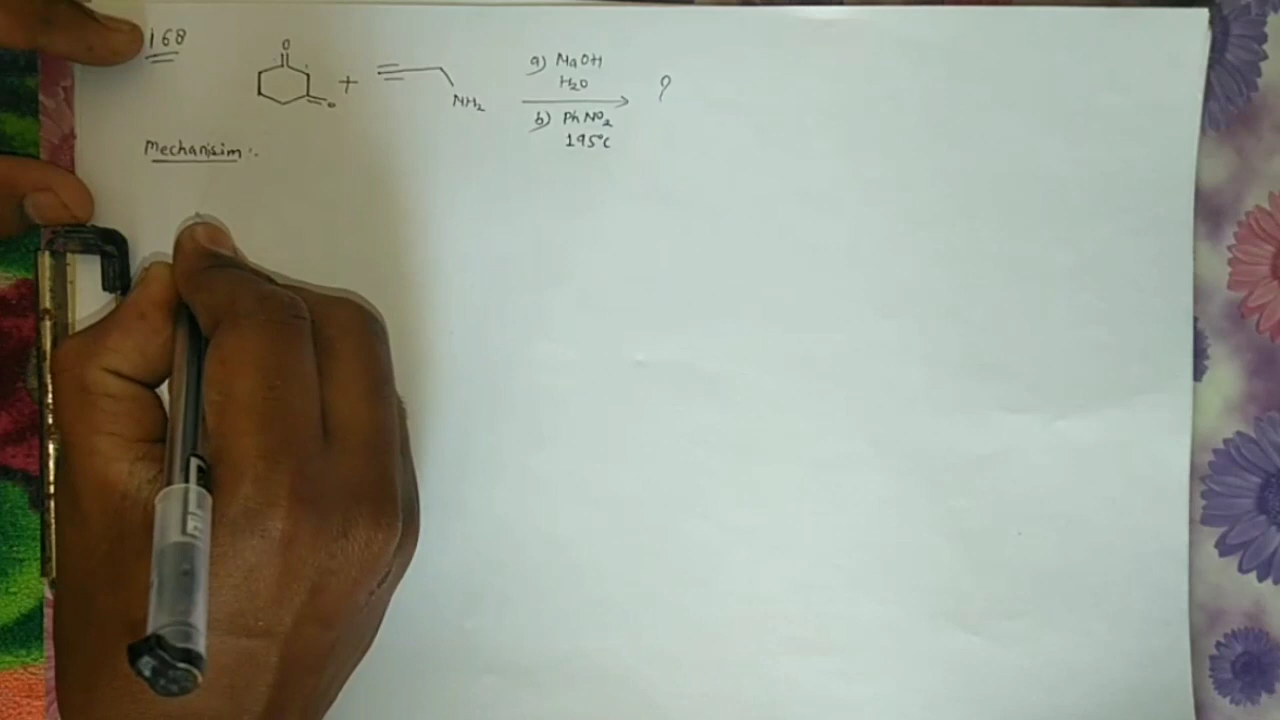 168
O
+
O
NH₂
a) NaOH
H₂O
b) PhNO₂
195°C
?
Mechanisim :-